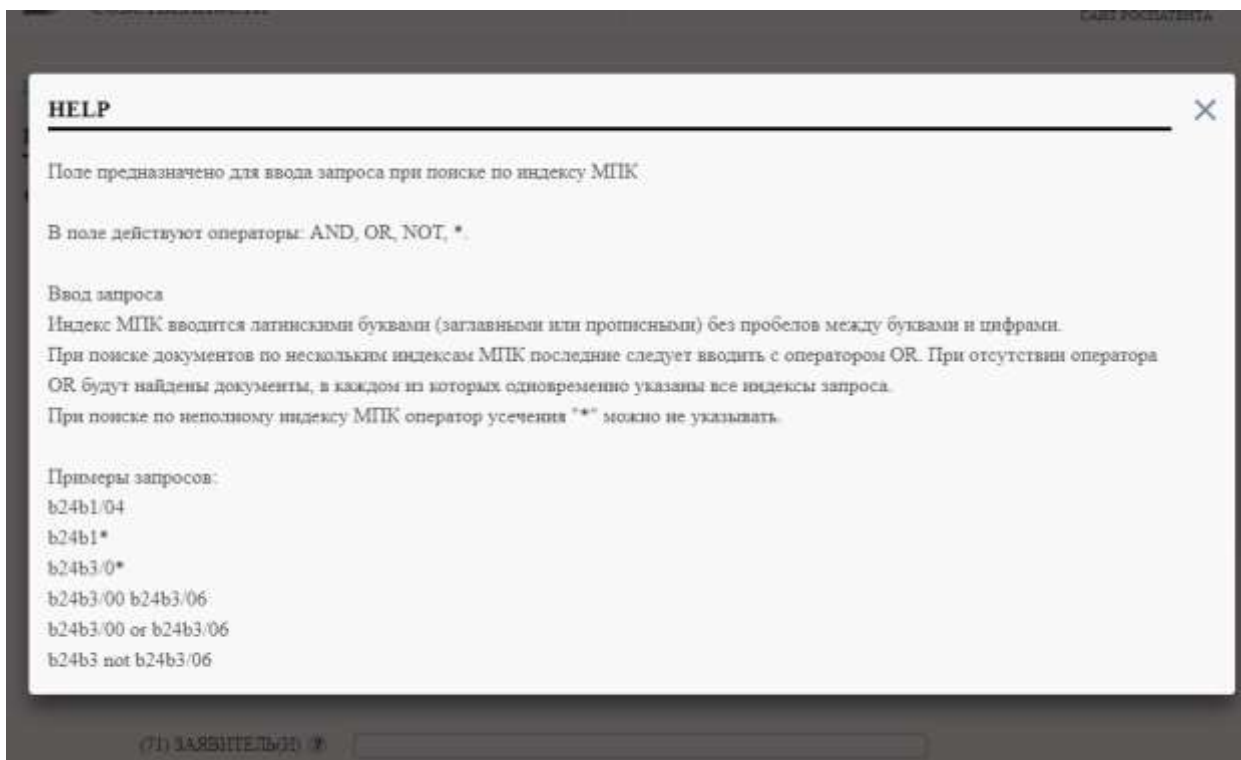 САЙТ РОСПАТЕНТА
HELP
Поле предназначено для ввода запроса при поиске по индексу МПК
В поле действуют операторы: AND, OR, NOT, *.
Ввод запроса
Индекс МПК вводится латинскими буквами (заглавными или прописными) без пробелов между буквами и цифрами.
При поиске документов по нескольким индексам МПК последние следует вводить с оператором OR. При отсутствии оператора
OR будут найдены документы, в каждом из которых одновременно указаны все индексы запроса.
При поиске по неполному индексу МПК оператор усечения "*" можно не указывать.
Примеры запросов:
b24b1/04
b24b1*
b24b3/0*
b24b3/00 b24b3/06
b24b3/00 or b24b3/06
b24b3 not b24b3/06
(71) ЗАЯВИТЕЛЬ(И) ?